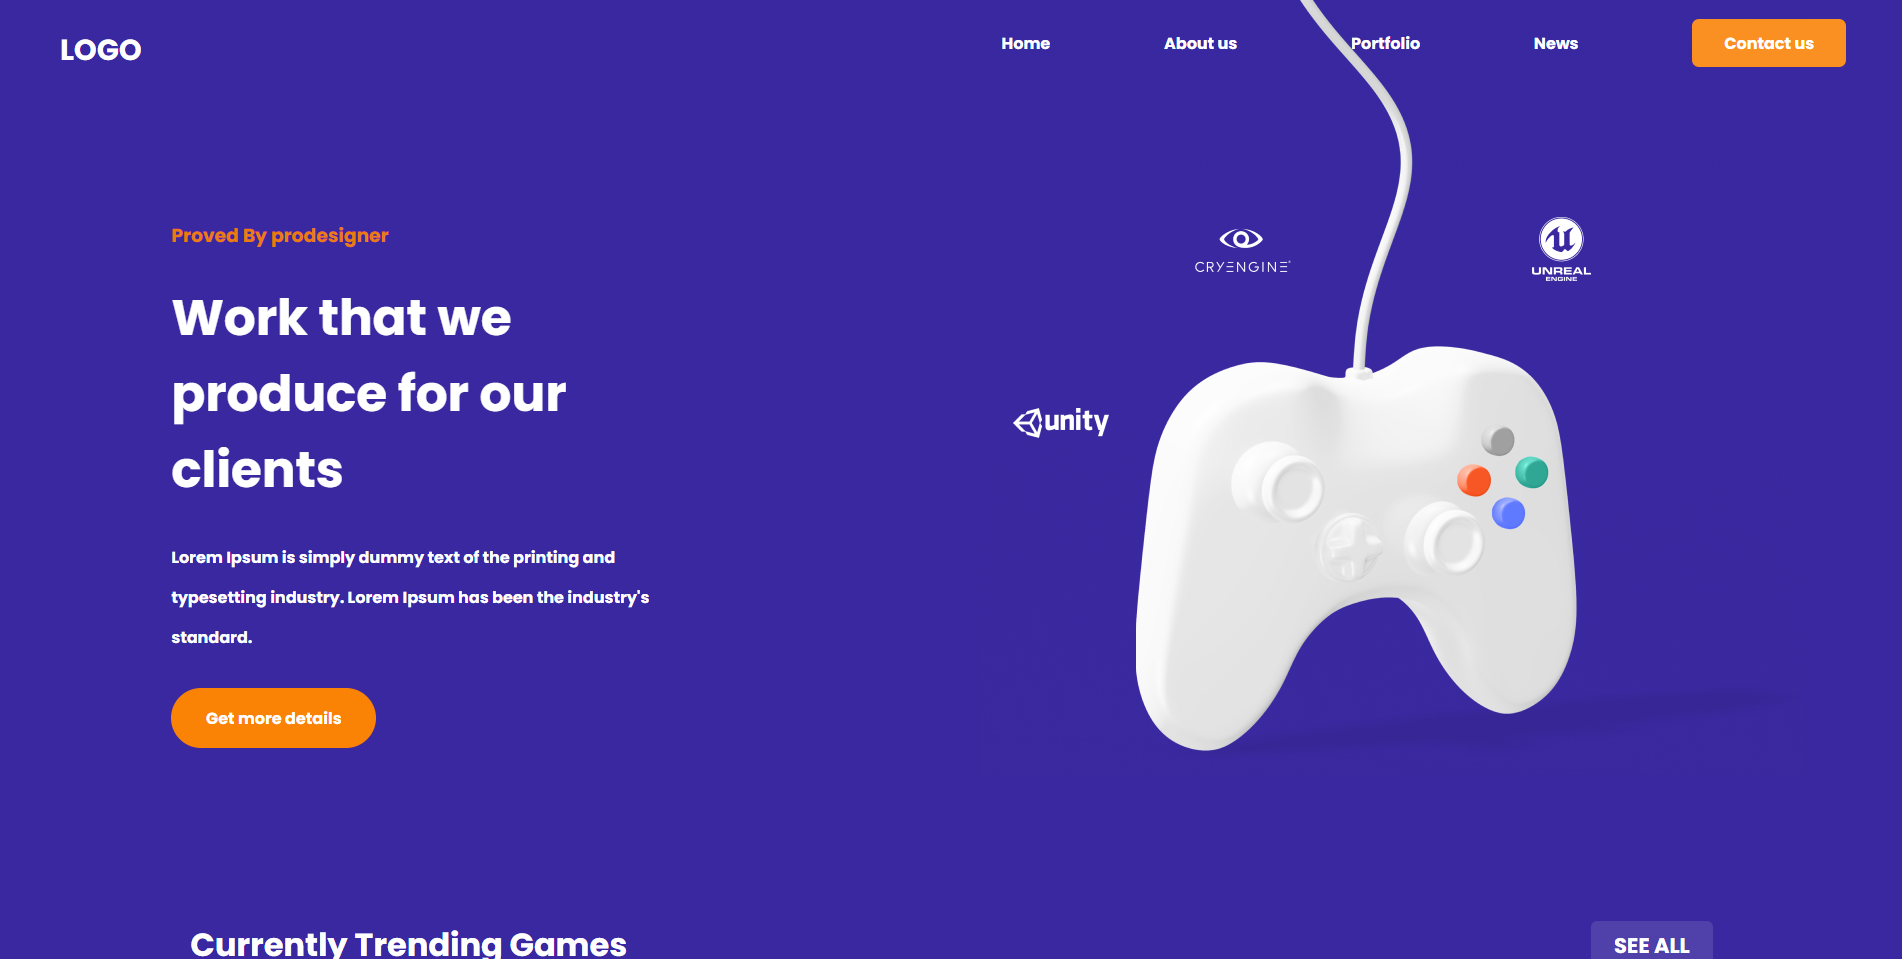 LOGO
Home
About us
Portfolio
News
Contact us
Proved By prodesigner
Work that we
produce for our
clients
Lorem Ipsum is simply dummy text of the printing and
typesetting industry. Lorem Ipsum has been the industry's
standard.
Get more details
CRYENGINE
UNREAL
ENGINE
unity
Currently Trending Games
SEE ALL